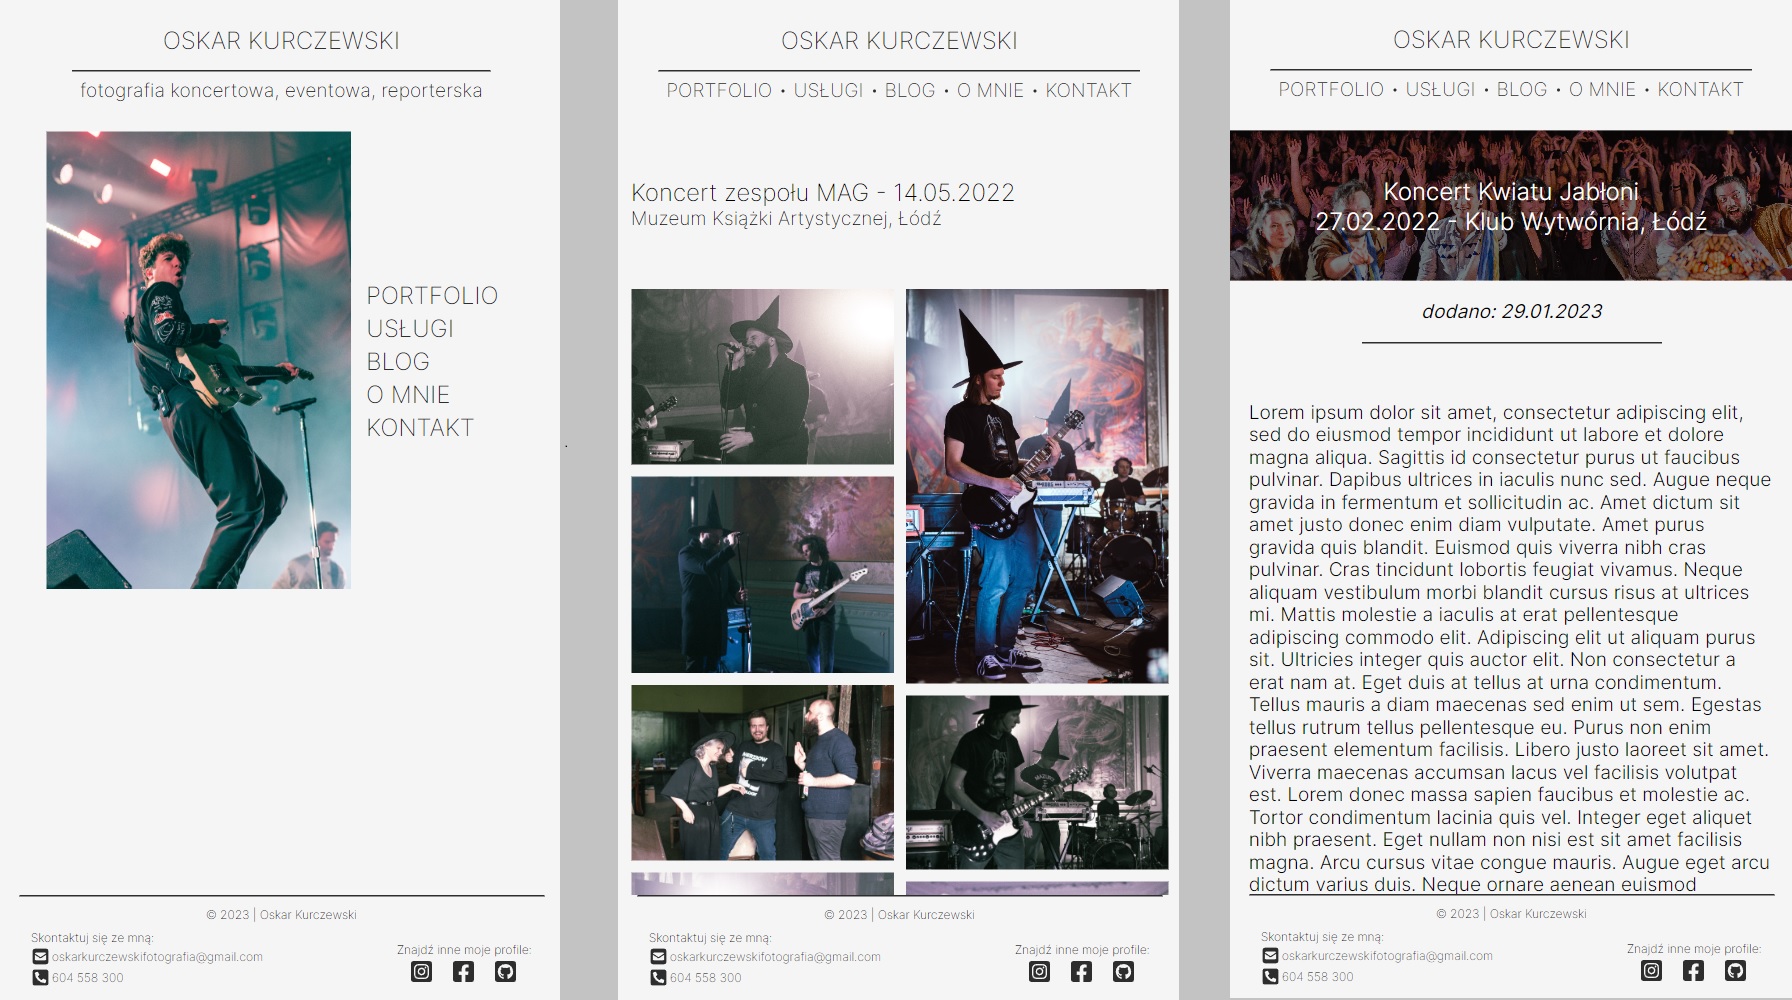 OSKAR KURCZEWSKI
fotografia koncertowa, eventowa, reporterska
PORTFOLIO
USŁUGI
BLOG
O MNIE
KONTAKT
© 2023 | Oskar Kurczewski
Skontaktuj się ze mną:
oskarkurczewskifotografia@gmail.com
604 558 300
Znajdź inne moje profile:
OSKAR KURCZEWSKI
PORTFOLIO • USŁUGI • BLOG • O MNIE • KONTAKT
Koncert zespołu MAG - 14.05.2022
Muzeum Książki Artystycznej, Łódź
© 2023 | Oskar Kurczewski
Skontaktuj się ze mną:
oskarkurczewskifotografia@gmail.com
604 558 300
Znajdź inne moje profile:
OSKAR KURCZEWSKI
PORTFOLIO • USŁUGI • BLOG • O MNIE • KONTAKT
Koncert Kwiatu Jabłoni
27.02.2022 - Klub Wytwórnia, Łódź
dodano: 29.01.2023
Lorem ipsum dolor sit amet, consectetur adipiscing elit,
sed do eiusmod tempor incididunt ut labore et dolore
magna aliqua. Sagittis id consectetur purus ut faucibus
pulvinar. Dapibus ultrices in iaculis nunc sed. Augue neque
gravida in fermentum et sollicitudin ac. Amet dictum sit
amet justo donec enim diam vulputate. Amet purus
gravida quis blandit. Euismod quis viverra nibh cras
pulvinar. Cras tincidunt lobortis feugiat vivamus. Neque
aliquam vestibulum morbi blandit cursus risus at ultrices
mi. Mattis molestie a iaculis at erat pellentesque
adipiscing commodo elit. Adipiscing elit ut aliquam purus
sit. Ultricies integer quis auctor elit. Non consectetur a
erat nam at. Eget duis at tellus at urna condimentum.
Tellus mauris a diam maecenas sed enim ut sem. Egestas
tellus rutrum tellus pellentesque eu. Purus non enim
praesent elementum facilisis. Libero justo laoreet sit amet.
Viverra maecenas accumsan lacus vel facilisis volutpat
est. Lorem donec massa sapien faucibus et molestie ac.
Tortor condimentum lacinia quis vel. Integer eget aliquet
nibh praesent. Eget nullam non nisi est sit amet facilisis
magna. Arcu cursus vitae congue mauris. Augue eget arcu
dictum varius duis. Neque ornare aenean euismod
© 2023 | Oskar Kurczewski
Skontaktuj się ze mną:
oskarkurczewskifotografia@gmail.com
604 558 300
Znajdź inne moje profile: